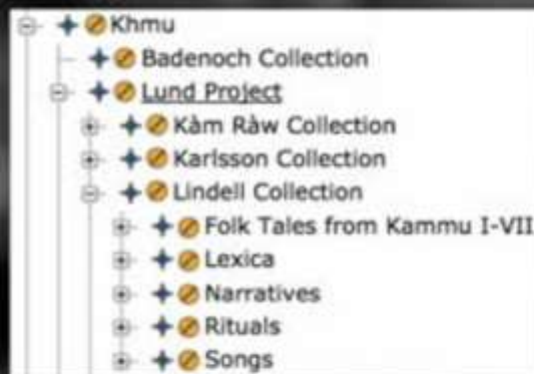 Khmu
Badenoch Collection
Lund Project
Kàm Ràw Collection
Karlsson Collection
Lindell Collection
Folk Tales from Kammu I-VII
Lexica
Narratives
Rituals
Songs